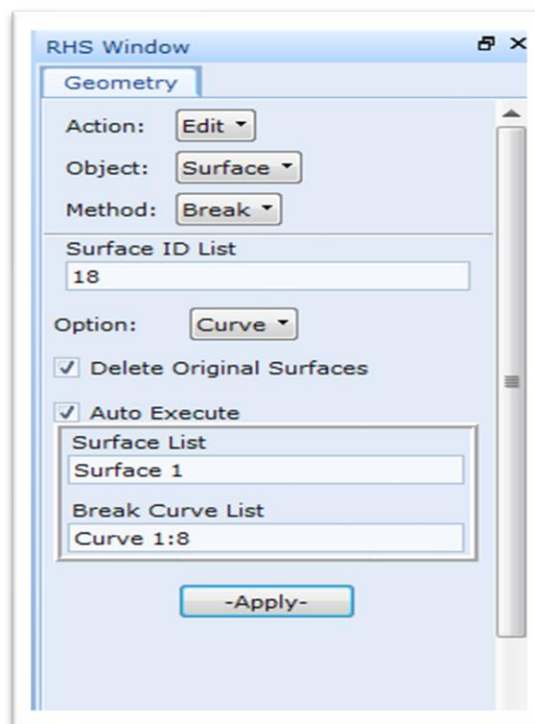 RHS Window
Geometry
Action: Edit
Object: Surface
Method: Break
Surface ID List
18
Option: Curve
Delete Original Surfaces
Auto Execute
Surface List
Surface 1
Break Curve List
Curve 1:8
-Apply-